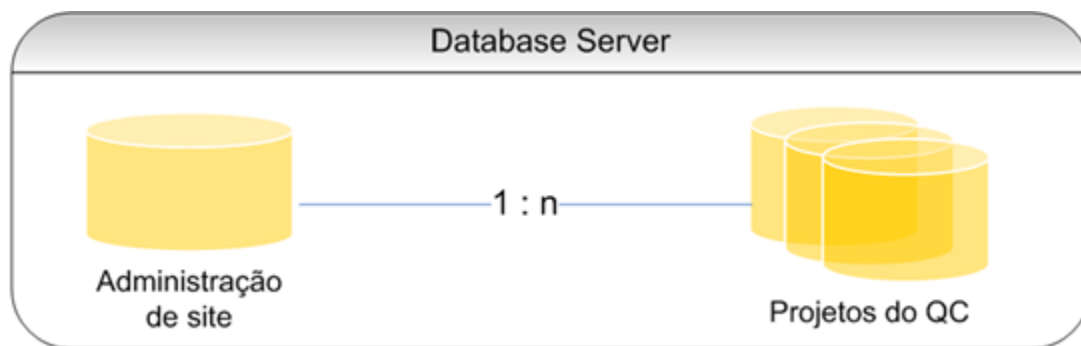 Database Server
1 : n
Administração
de site
Projetos do QC